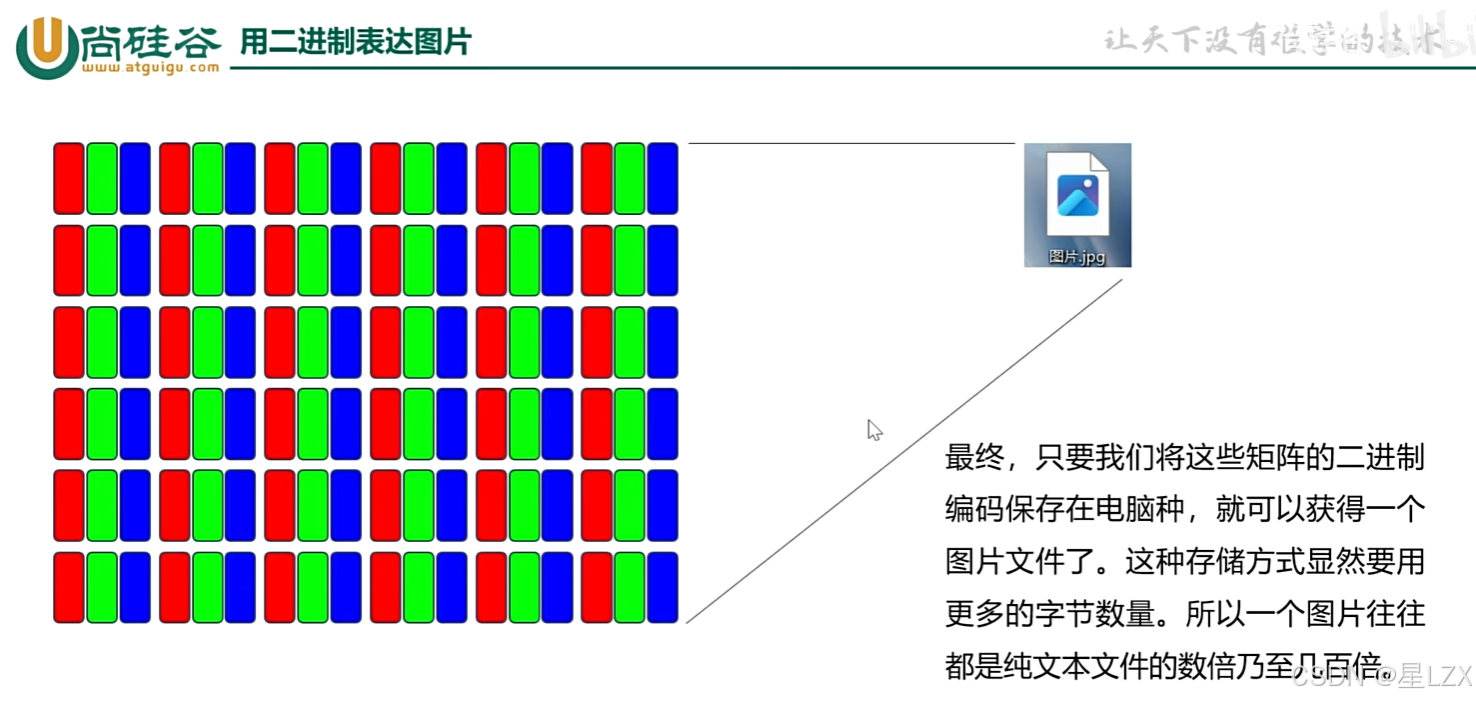 尚硅谷
www.atguigu.com
用二进制表达图片
让天下没有难学的技术
bilibili
图片.jpg
最终，只要我们将这些矩阵的二进制
编码保存在电脑种，就可以获得一个
图片文件了。这种存储方式显然要用
更多的字节数量。所以一个图片往往
都是纯文本文件的数倍乃至几百倍。
CSDN @星LZX